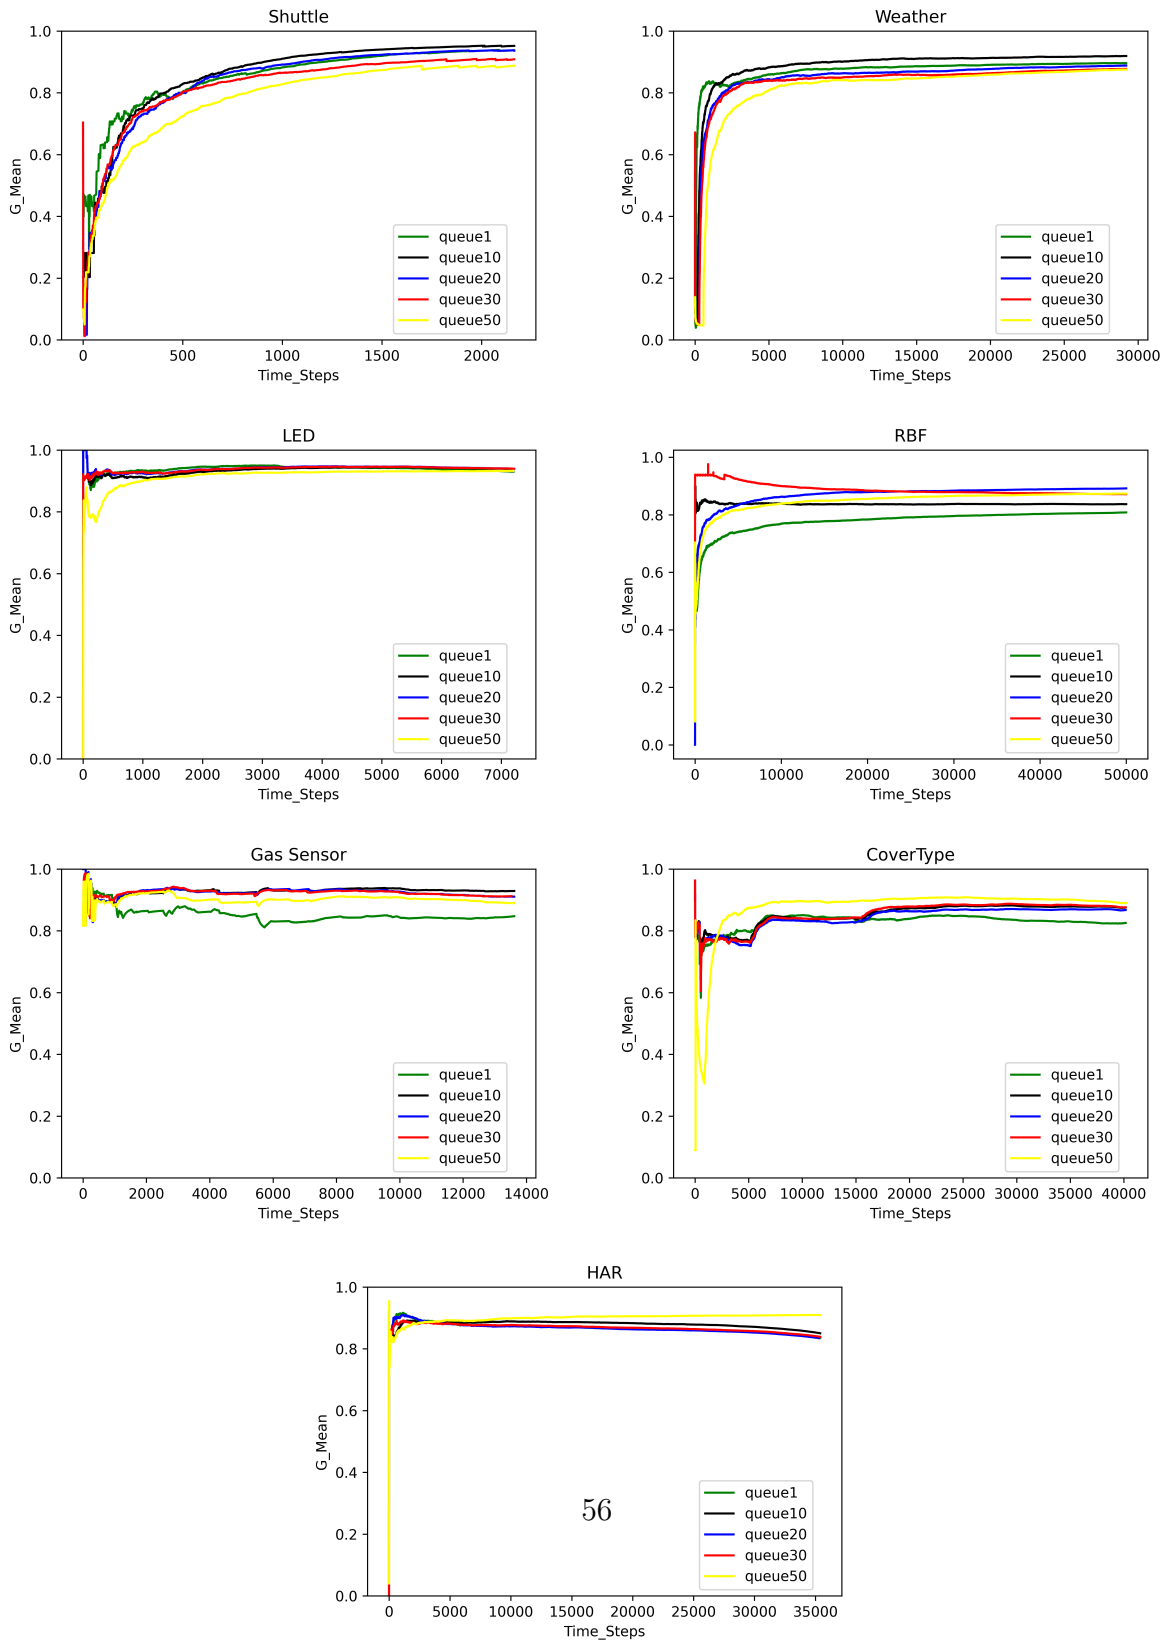 Shuttle
1.0
0.8
0.6
0.4
0.2
0.0
G_Mean
queue1
queue10
queue20
queue30
queue50
0 500 1000 1500 2000
Time_Steps
Weather
1.0
0.8
0.6
0.4
0.2
0.0
G_Mean
queue1
queue10
queue20
queue30
queue50
0 5000 10000 15000 20000 25000 30000
Time_Steps
LED
1.0
0.8
0.6
0.4
0.2
0.0
G_Mean
queue1
queue10
queue20
queue30
queue50
0 1000 2000 3000 4000 5000 6000 7000
Time_Steps
RBF
1.0
0.8
0.6
0.4
0.2
0.0
G_Mean
queue1
queue10
queue20
queue30
queue50
0 10000 20000 30000 40000 50000
Time_Steps
Gas Sensor
1.0
0.8
0.6
0.4
0.2
0.0
G_Mean
queue1
queue10
queue20
queue30
queue50
0 2000 4000 6000 8000 10000 12000 14000
Time_Steps
CoverType
1.0
0.8
0.6
0.4
0.2
0.0
G_Mean
queue1
queue10
queue20
queue30
queue50
0 5000 10000 15000 20000 25000 30000 35000 40000
Time_Steps
HAR
1.0
0.8
0.6
0.4
0.2
0.0
G_Mean
queue1
queue10
queue20
queue30
queue50
56
0 5000 10000 15000 20000 25000 30000 35000
Time_Steps